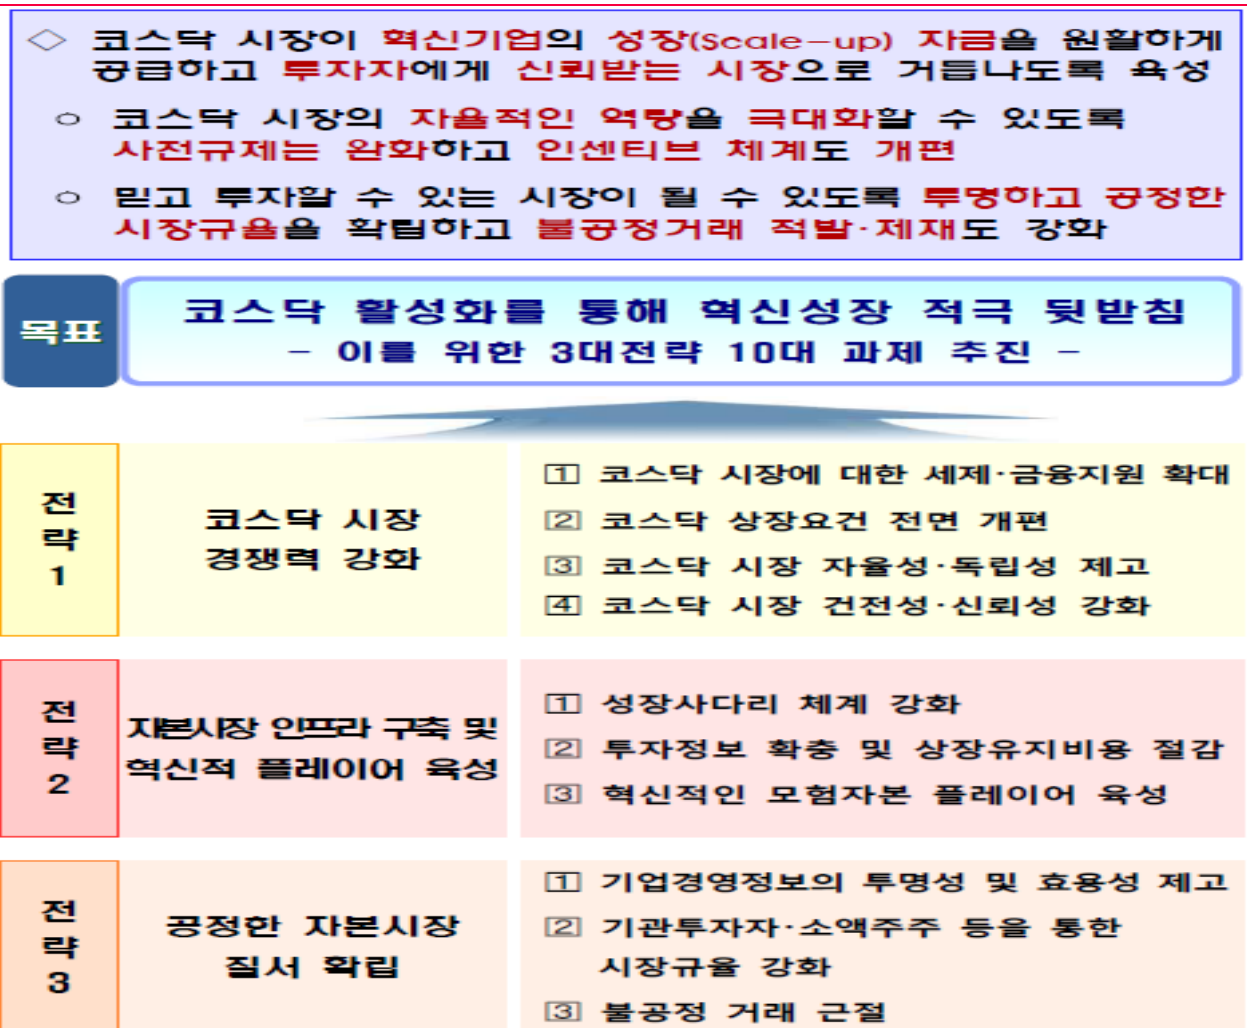 ◇ 코스닥 시장이 혁신기업의 성장(Scale-up) 자금을 원활하게
공급하고 투자자에게 신뢰받는 시장으로 거듭나도록 육성
○ 코스닥 시장의 자율적인 역량을 극대화할 수 있도록
사전규제는 완화하고 인센티브 체계도 개편
○ 믿고 투자할 수 있는 시장이 될 수 있도록 투명하고 공정한
시장규율을 확립하고 불공정거래 적발·제재도 강화
목표
코스닥 활성화를 통해 혁신성장 적극 뒷받침
- 이를 위한 3대전략 10대 과제 추진 -
전략1
코스닥 시장
경쟁력 강화
1 코스닥 시장에 대한 세제·금융지원 확대
2 코스닥 상장요건 전면 개편
3 코스닥 시장 자율성·독립성 제고
4 코스닥 시장 건전성·신뢰성 강화
전략2
자본시장 인프라 구축 및
혁신적 플레이어 육성
1 성장사다리 체계 강화
2 투자정보 확충 및 상장유지비용 절감
3 혁신적인 모험자본 플레이어 육성
전략3
공정한 자본시장
질서 확립
1 기업경영정보의 투명성 및 효용성 제고
2 기관투자자·소액주주 등을 통한
시장규율 강화
3 불공정 거래 근절